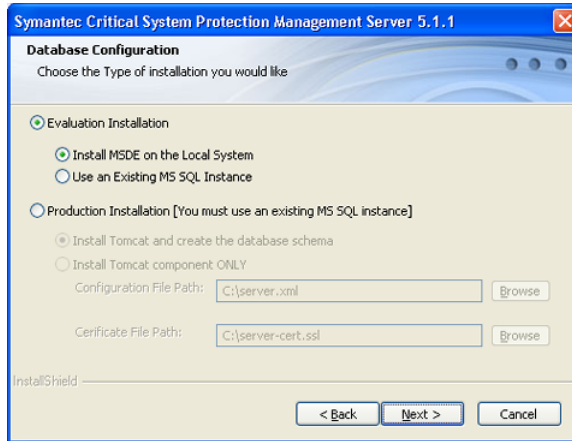 Symantec Critical System Protection Management Server 5.1.1
Database Configuration
Choose the Type of installation you would like
Evaluation Installation
Install MSDE on the Local System
Use an Existing MS SQL Instance
Production Installation [You must use an existing MS SQL instance]
Install Tomcat and create the database schema
Install Tomcat component ONLY
Configuration File Path: C:\server.xml Browse
Cerificate File Path: C:\server-cert.ssl Browse
InstallShield
< Back Next > Cancel